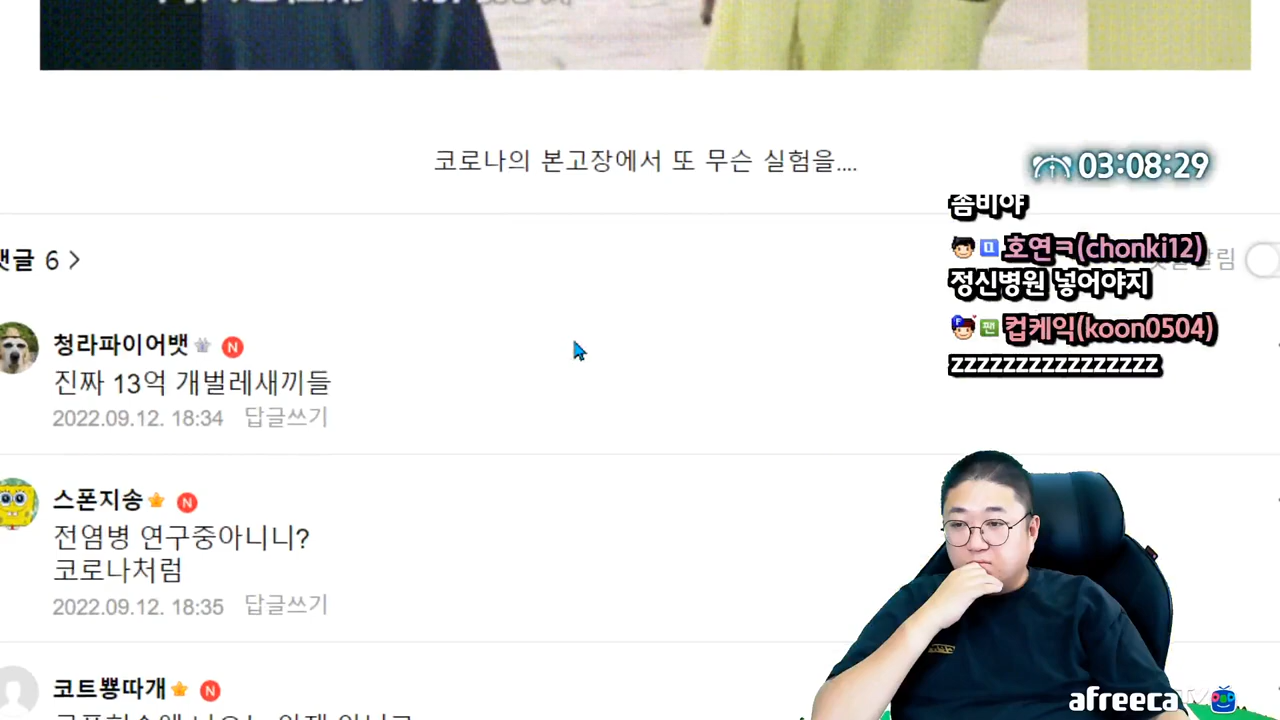 코로나의 본고장에서 또 무슨 실험을....
03:08:29
좀비야
댓글 6 >
호연ㅋ(chonki12)
정신병원 넣어야지
팬 컵케익(koon0504)
zzzzzzzzzzzzzzzz
청라파이어뱃 N
진짜 13억 개벌레새끼들
2022.09.12. 18:34 답글쓰기
스폰지송 N
전염병 연구중아니니?
코로나처럼
2022.09.12. 18:35 답글쓰기
코트뿅따개 N
afreecaTV